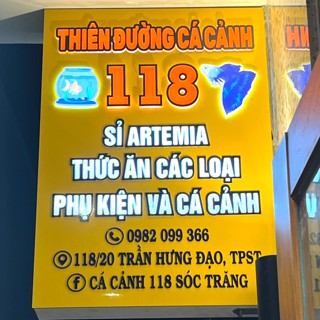 THIÊN ĐƯỜNG CÁ CẢNH
118
SỈ ARTEMIA
THỨC ĂN CÁC LOẠI
PHỤ KIỆN VÀ CÁ CẢNH
0982 099 366
118/20 TRẦN HƯNG ĐẠO, TPST
CÁ CẢNH 118 SÓC TRĂNG